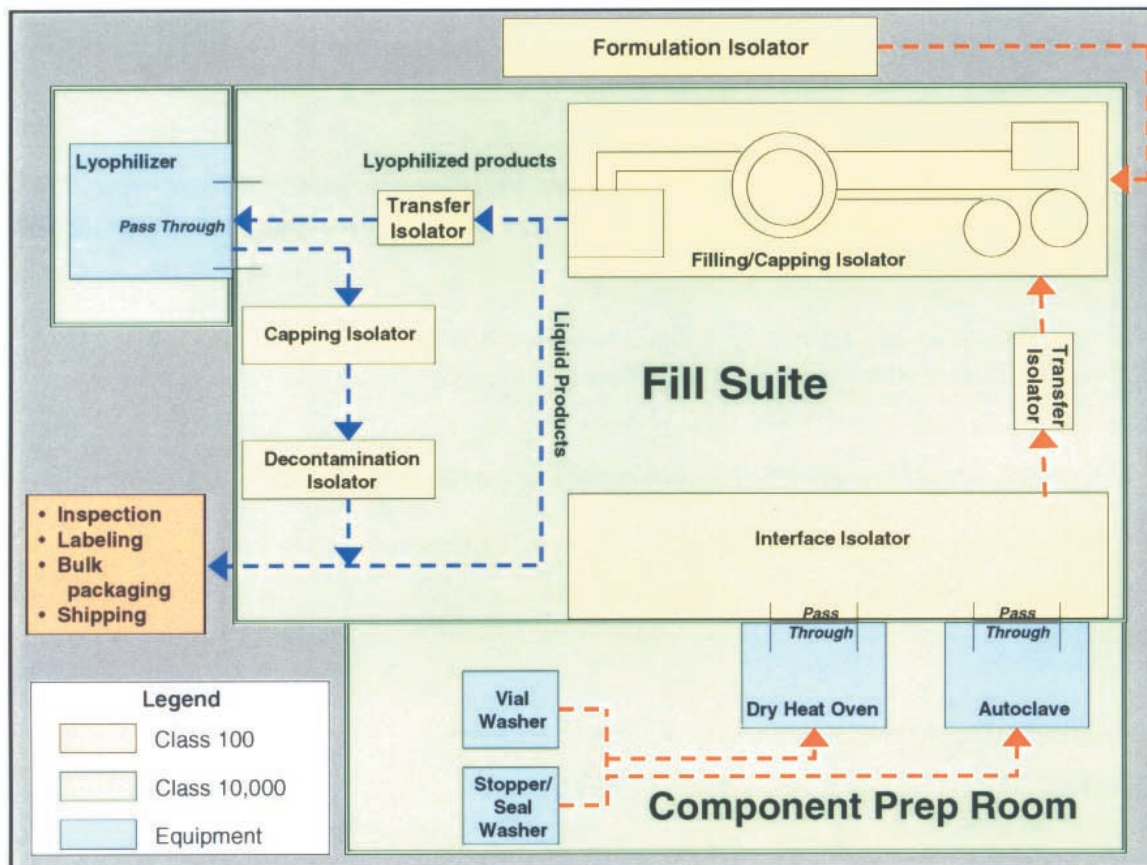 Formulation Isolator
Lyophilizer
Pass Through
Lyophilized products
Transfer
Isolator
Filling/Capping Isolator
Capping Isolator
Liquid Products
Fill Suite
Transfer
Isolator
Decontamination
Isolator
• Inspection
• Labeling
• Bulk
packaging
• Shipping
Interface Isolator
Pass
Through
Pass
Through
Dry Heat Oven
Autoclave
Vial
Washer
Stopper/
Seal
Washer
Component Prep Room
Legend
Class 100
Class 10,000
Equipment